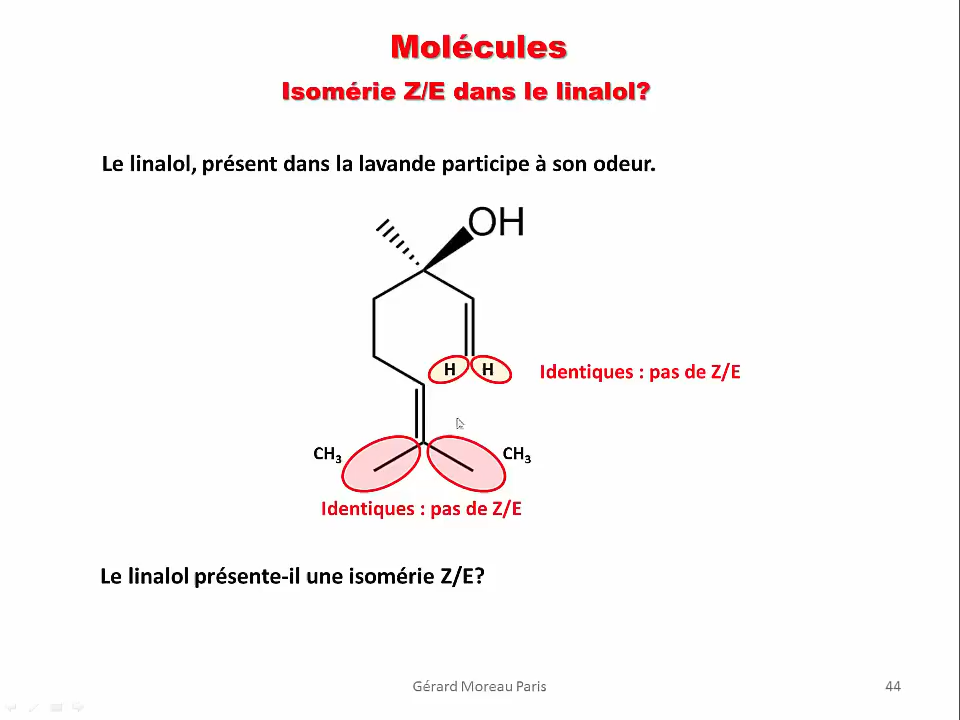 Molécules
Isomérie Z/E dans le linalol?
Le linalol, présent dans la lavande participe à son odeur.
OH
H H Identiques : pas de Z/E
CH₃ CH₃
Identiques : pas de Z/E
Le linalol présente-il une isomérie Z/E?
Gérard Moreau Paris 44